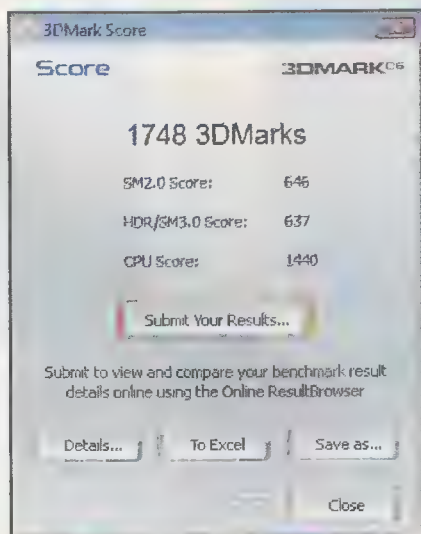 3DMark Score
Score 3DMARK06
1748 3DMarks
SM2.0 Score: 646
HDR/SM3.0 Score: 637
CPU Score: 1440
Submit Your Results...
Submit to view and compare your benchmark result
details online using the Online ResultBrowser
Details... To Excel Save as...
Close